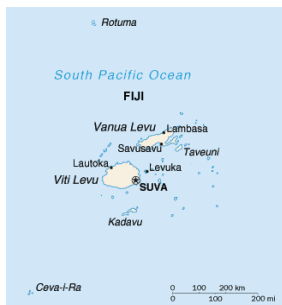 Rotuma
South Pacific Ocean
FIJI
Vanua Levu
Lambasa
Savusavu
Taveuni
Lautoka
Levuka
Viti Levu
SUVA
Kadavu
Ceva-i-Ra
0 100 200 km
0 100 200 mi